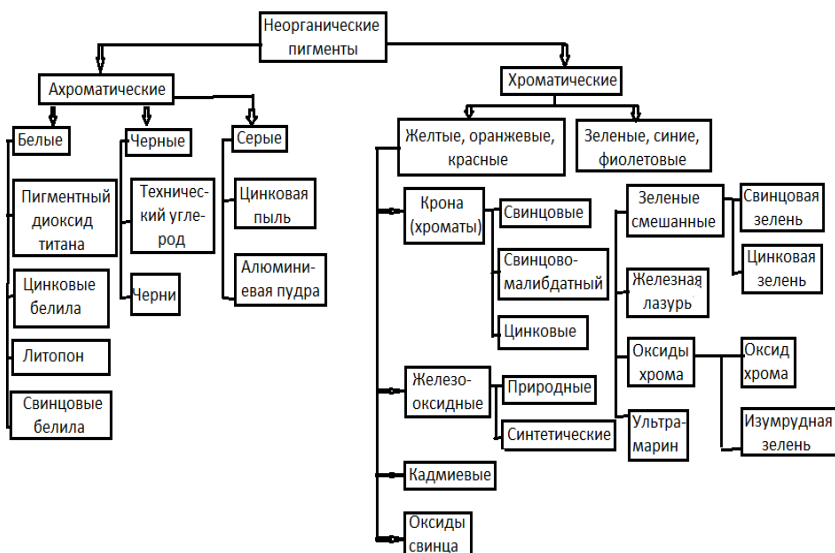 Неорганические
пигменты
Ахроматические
Хроматические
Белые
Черные
Серые
Пигментный
диоксид
титана
Цинковые
белила
Литопон
Свинцовые
белила
Техничес-
кий угле-
род
Черни
Цинковая
пыль
Алюмини-
евая пудра
Желтые, оранжевые,
красные
Зеленые, синие,
фиолетовые
Крона
(хроматы)
Свинцовые
Свинцово-
малибдатный
Цинковые
Железо-
оксидные
Природные
Синтетические
Кадмиевые
Оксиды
свинца
Зеленые
смешанные
Свинцовая
зелень
Цинковая
зелень
Железная
лазурь
Оксиды
хрома
Оксид
хрома
Изумрудная
зелень
Ультра-
марин